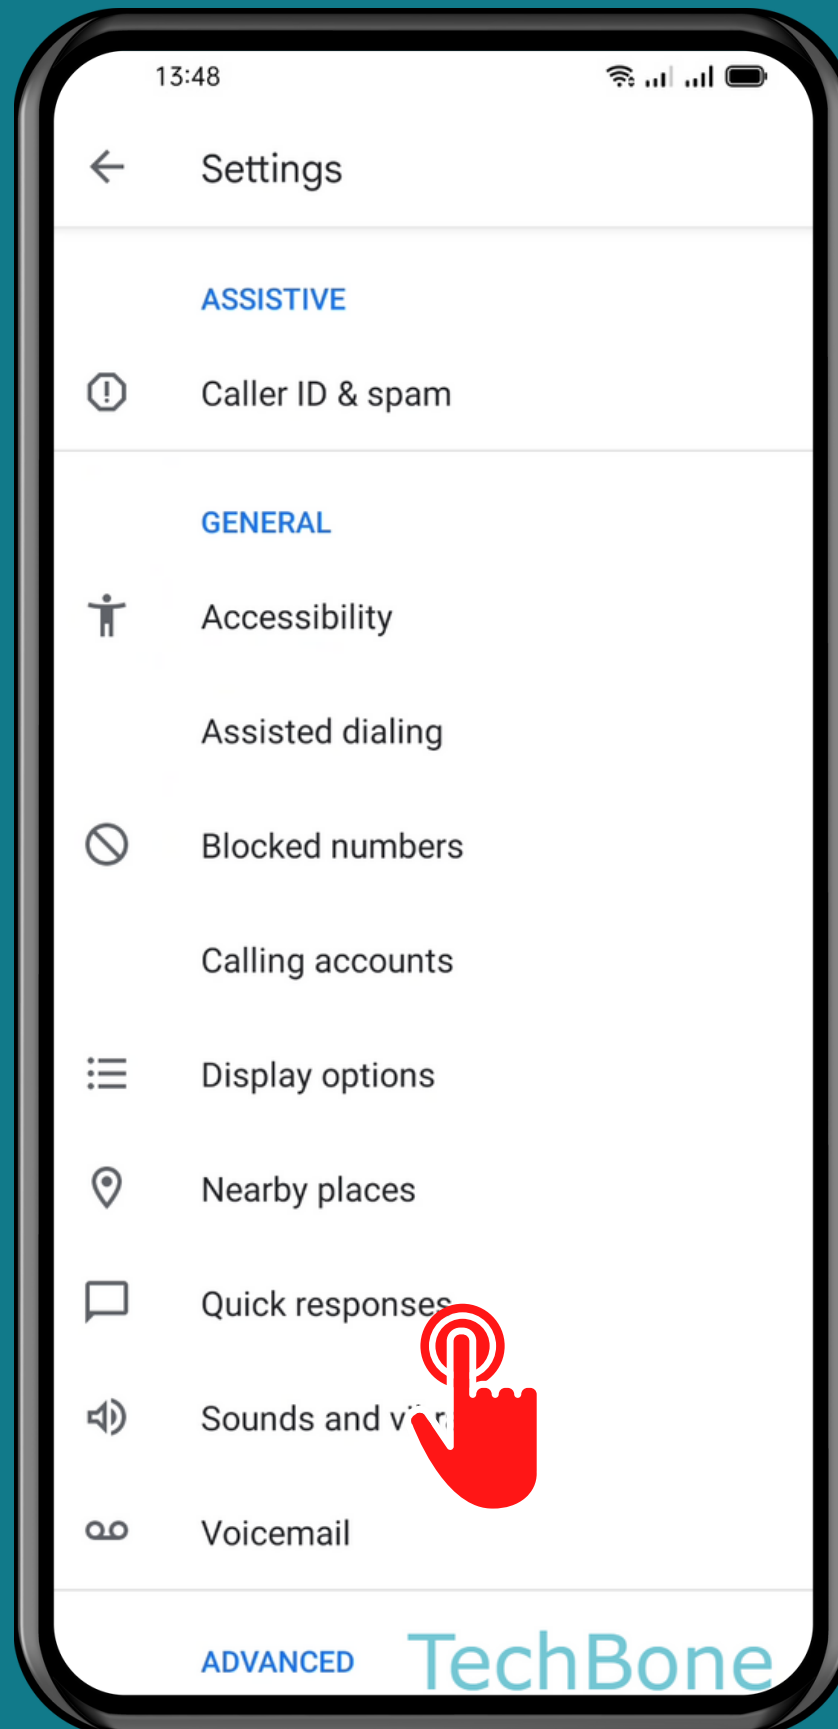 13:48
Settings
ASSISTIVE
Caller ID & spam
GENERAL
Accessibility
Assisted dialing
Blocked numbers
Calling accounts
Display options
Nearby places
Quick responses
Sounds and
Voicemail
ADVANCED
TechBone